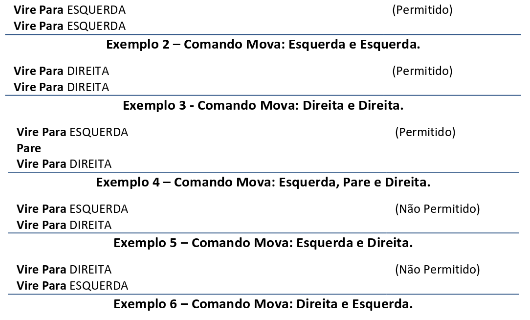 Vire Para ESQUERDA (Permitido)
Vire Para ESQUERDA
Exemplo 2 – Comando Mova: Esquerda e Esquerda.
Vire Para DIREITA (Permitido)
Vire Para DIREITA
Exemplo 3 - Comando Mova: Direita e Direita.
Vire Para ESQUERDA (Permitido)
Pare
Vire Para DIREITA
Exemplo 4 – Comando Mova: Esquerda, Pare e Direita.
Vire Para ESQUERDA (Não Permitido)
Vire Para DIREITA
Exemplo 5 – Comando Mova: Esquerda e Direita.
Vire Para DIREITA (Não Permitido)
Vire Para ESQUERDA
Exemplo 6 – Comando Mova: Direita e Esquerda.